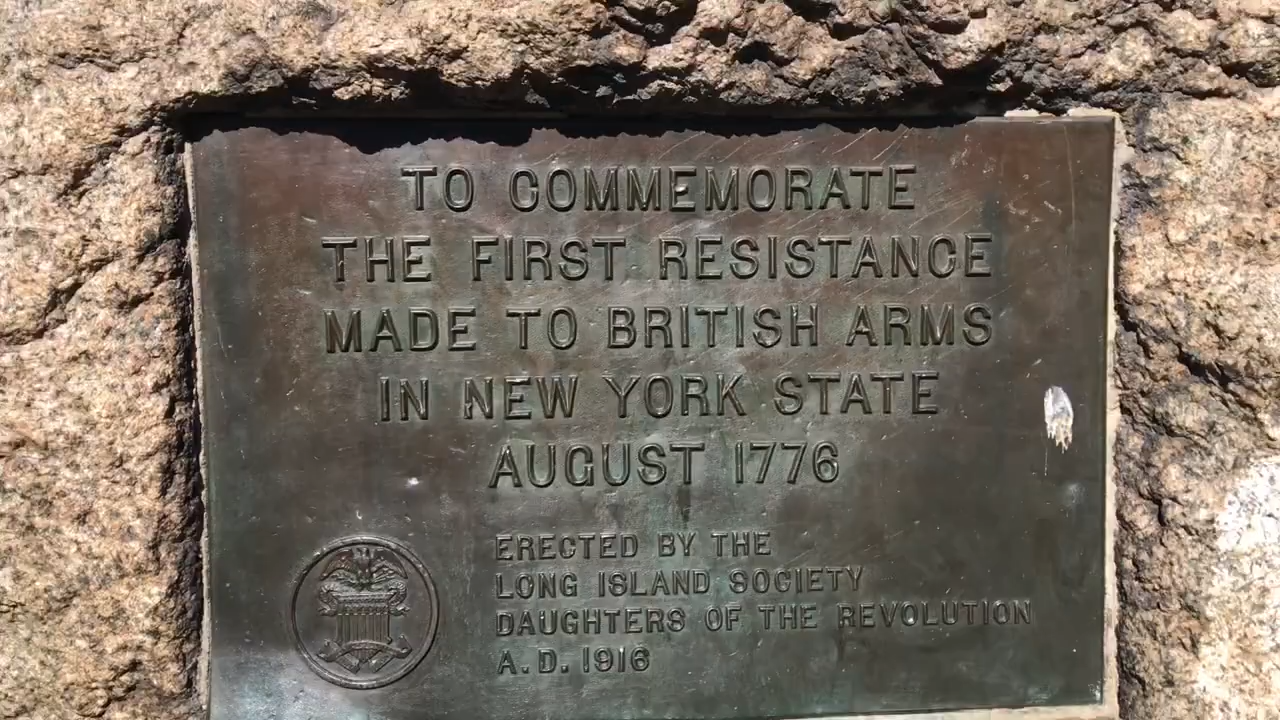 TO COMMEMORATE
THE FIRST RESISTANCE
MADE TO BRITISH ARMS
IN NEW YORK STATE
AUGUST 1776
ERECTED BY THE
LONG ISLAND SOCIETY
DAUGHTERS OF THE REVOLUTION
A.D. 1916